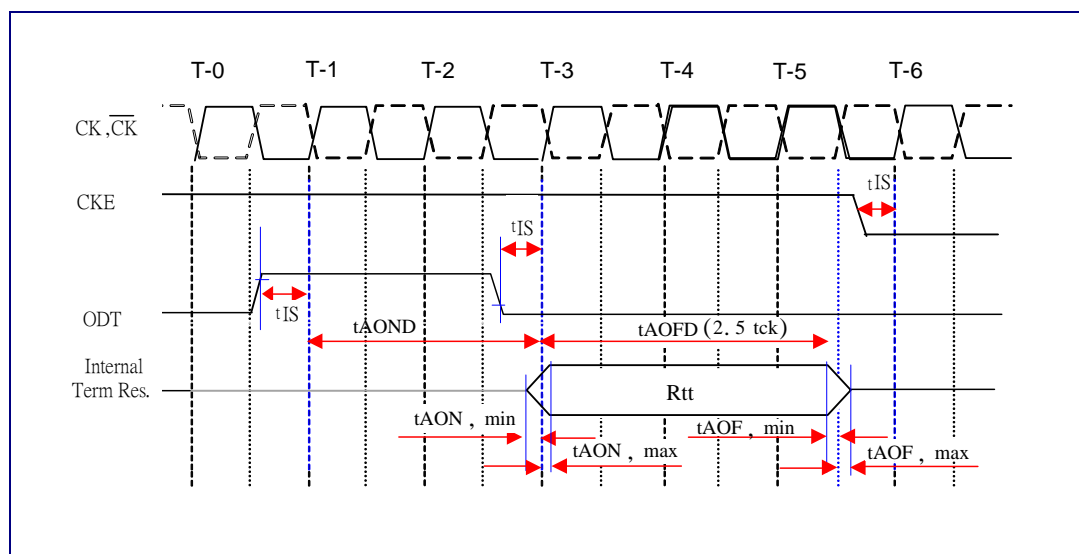 T-0 T-1 T-2 T-3 T-4 T-5 T-6
CK,C̅K̅
CKE
tIS
tIS
tIS
ODT
tAOND
tAOFD (2.5 tck)
Internal
Term Res.
Rtt
tAON , min
tAOF, min
tAON , max
tAOF, max